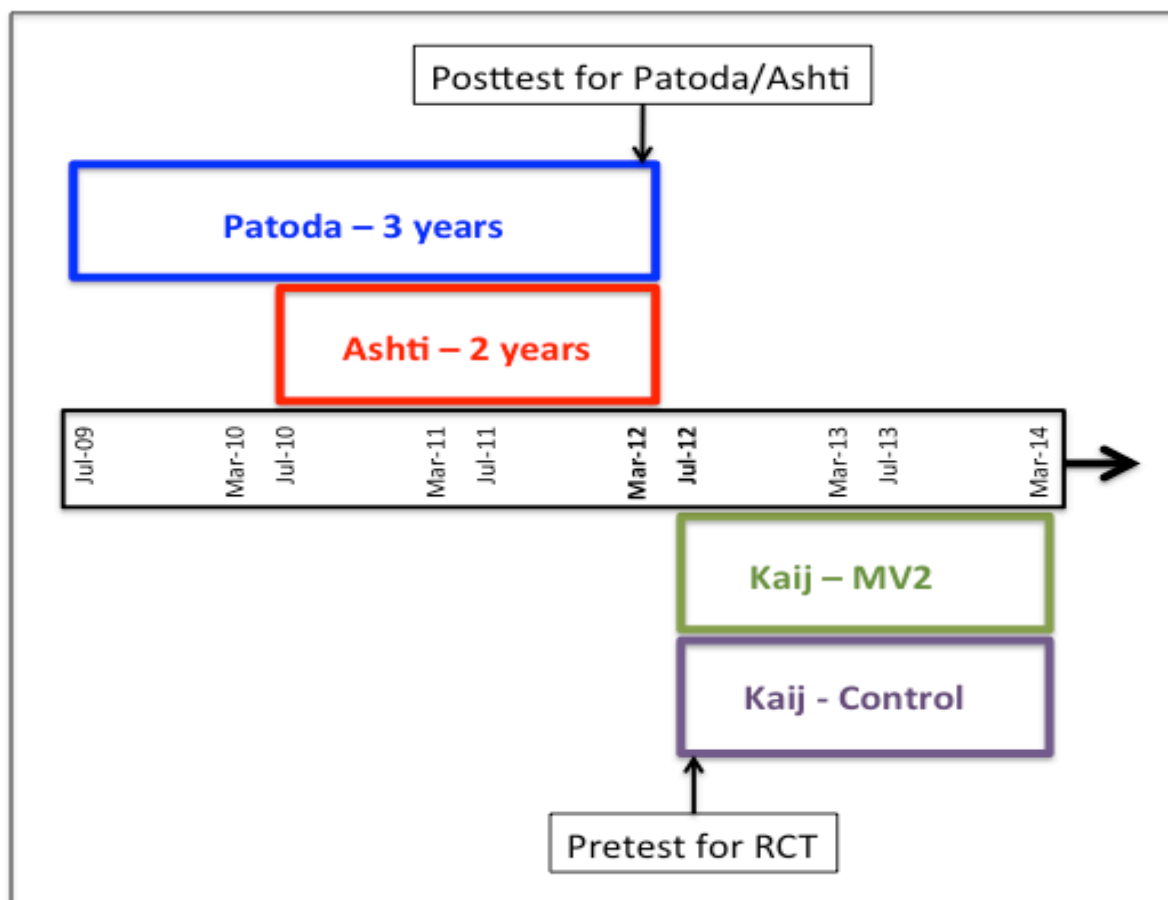 Posttest for Patoda/Ashti
Patoda – 3 years
Ashti – 2 years
Jul-09
Mar-10
Jul-10
Mar-11
Jul-11
Mar-12
Jul-12
Mar-13
Jul-13
Mar-14
Kaij – MV2
Kaij - Control
Pretest for RCT